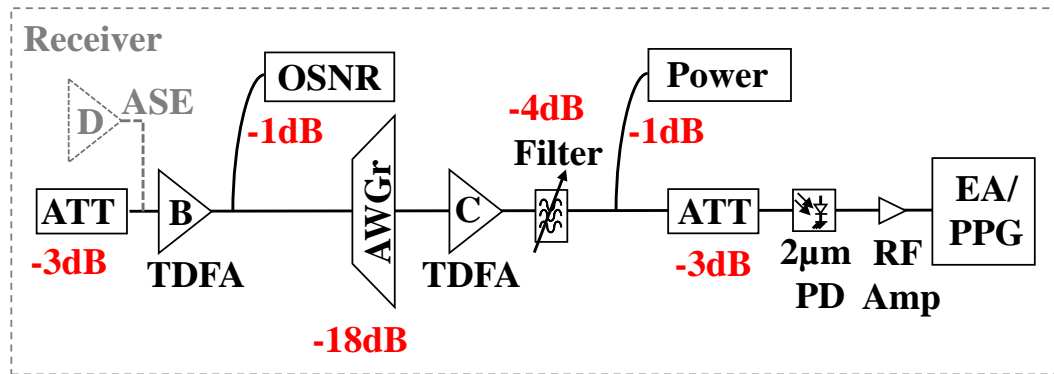 Receiver
D
ASE
OSNR
-1dB
Power
-1dB
-4dB
Filter
ATT
-3dB
B
TDFA
AWGr
-18dB
C
TDFA
ATT
-3dB
2µm
PD
RF
Amp
EA/
PPG